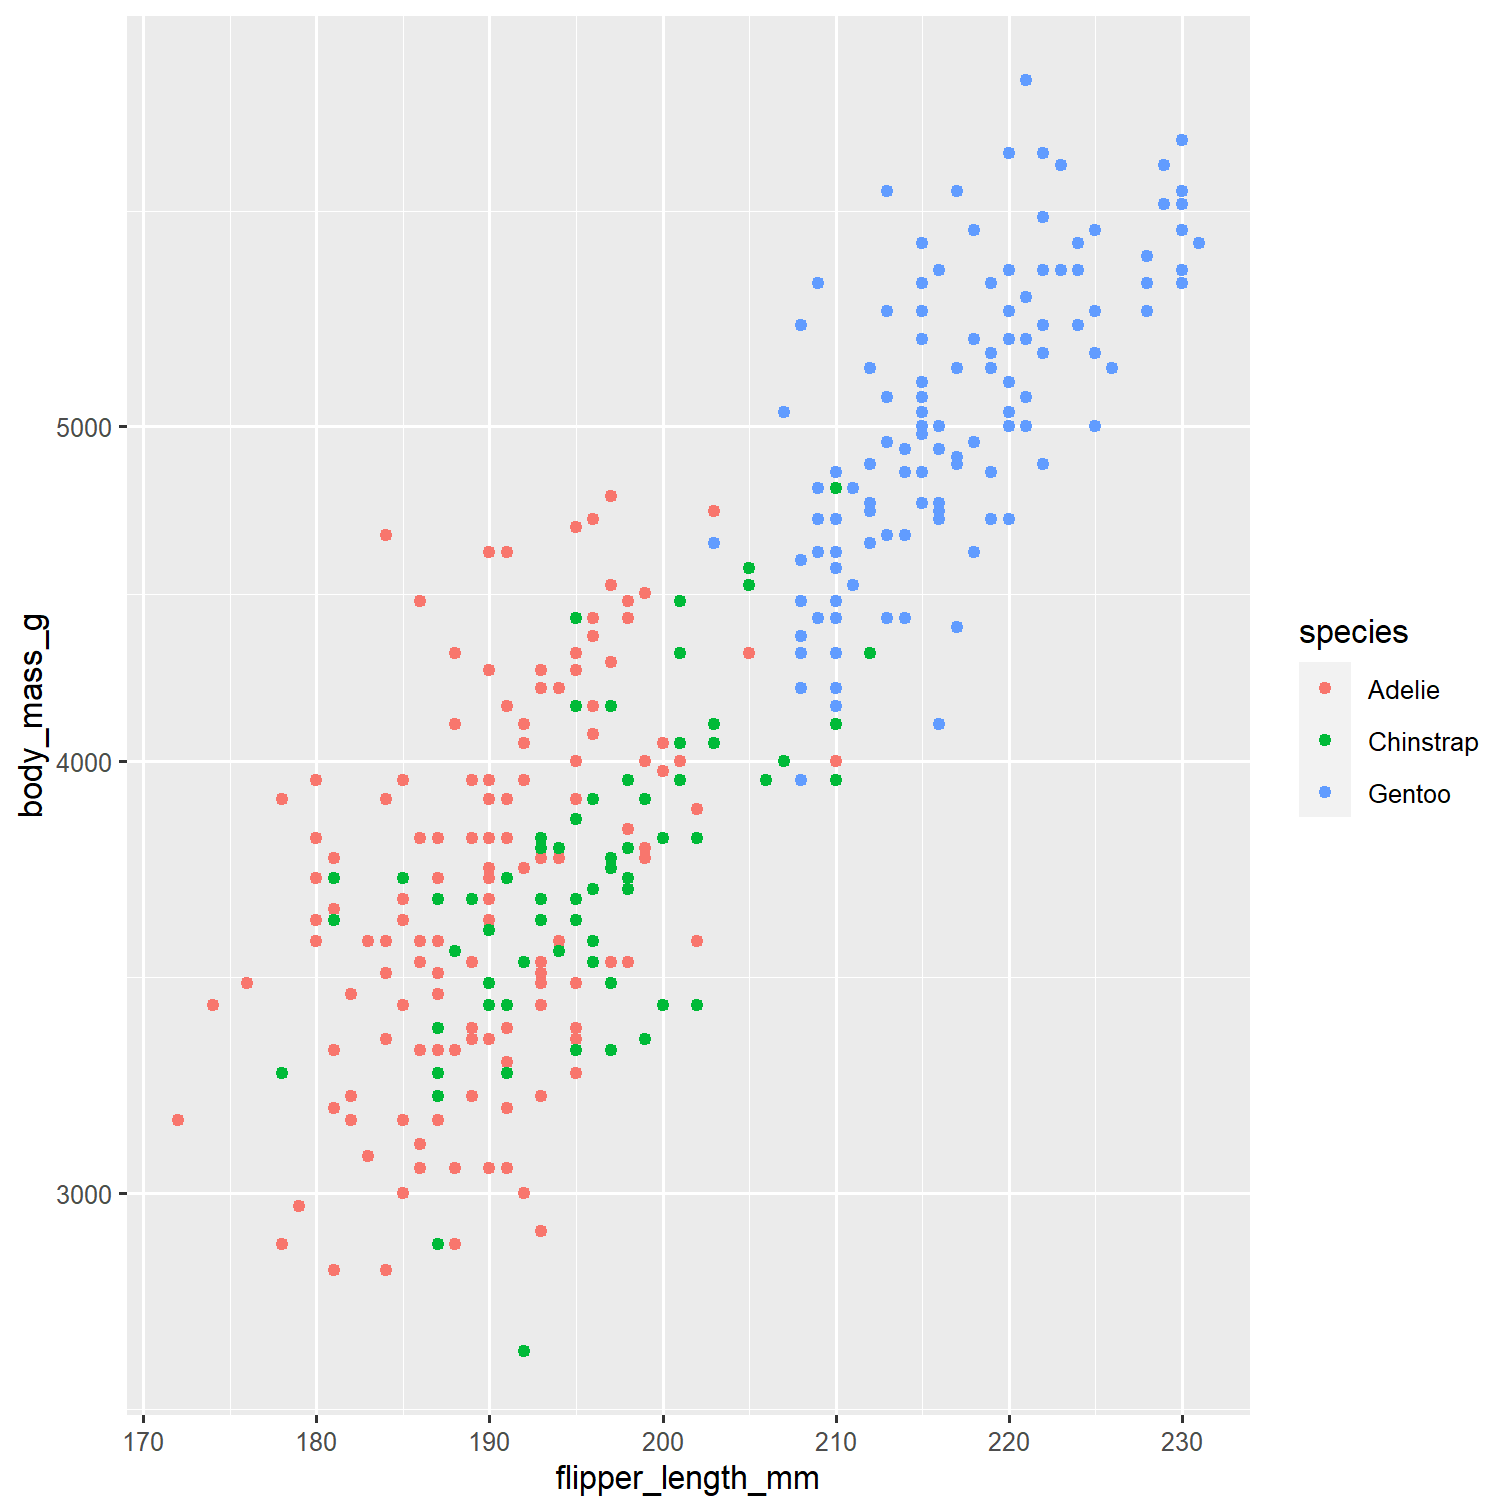 5000
4000
3000
body_mass_g
170 180 190 200 210 220 230
flipper_length_mm
species
Adelie
Chinstrap
Gentoo